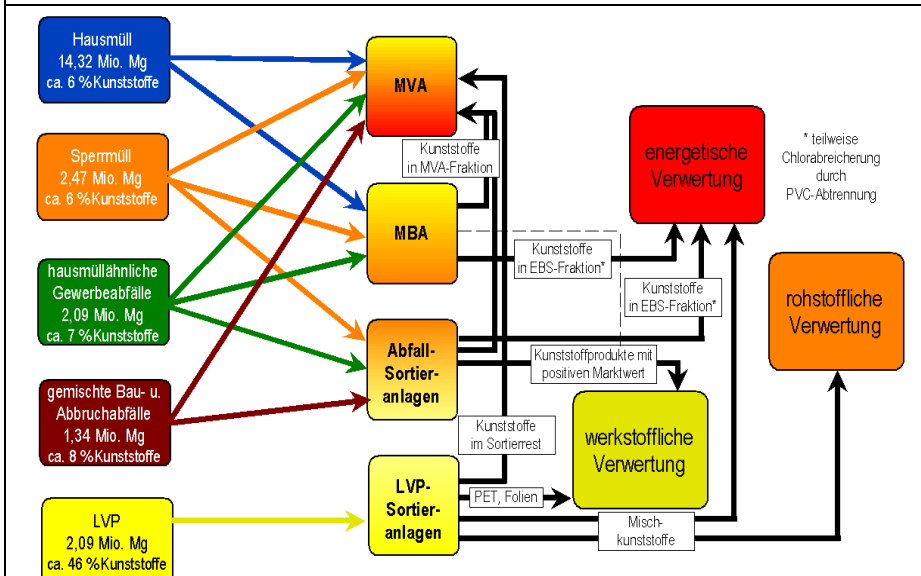 Hausmüll
14,32 Mio. Mg
ca. 6 %Kunststoffe
Sperrmüll
2,47 Mio. Mg
ca. 6 %Kunststoffe
hausmüllähnliche
Gewerbeabfälle
2,09 Mio. Mg
ca. 7 %Kunststoffe
gemischte Bau- u.
Abbruchabfälle
1,34 Mio. Mg
ca. 8 %Kunststoffe
LVP
2,09 Mio. Mg
ca. 46 %Kunststoffe
MVA
MBA
Abfall-
Sortier-
anlagen
LVP-
Sortier-
anlagen
Kunststoffe
in MVA-Fraktion
Kunststoffe
in EBS-Fraktion*
Kunststoffe
in EBS-Fraktion*
Kunststoffprodukte mit
positiven Marktwert
Kunststoffe
im Sortierrest
PET, Folien
Misch-
kunststoffe
energetische
Verwertung
werkstoffliche
Verwertung
rohstoffliche
Verwertung
* teilweise
Chlorabreicherung
durch
PVC-Abtrennung